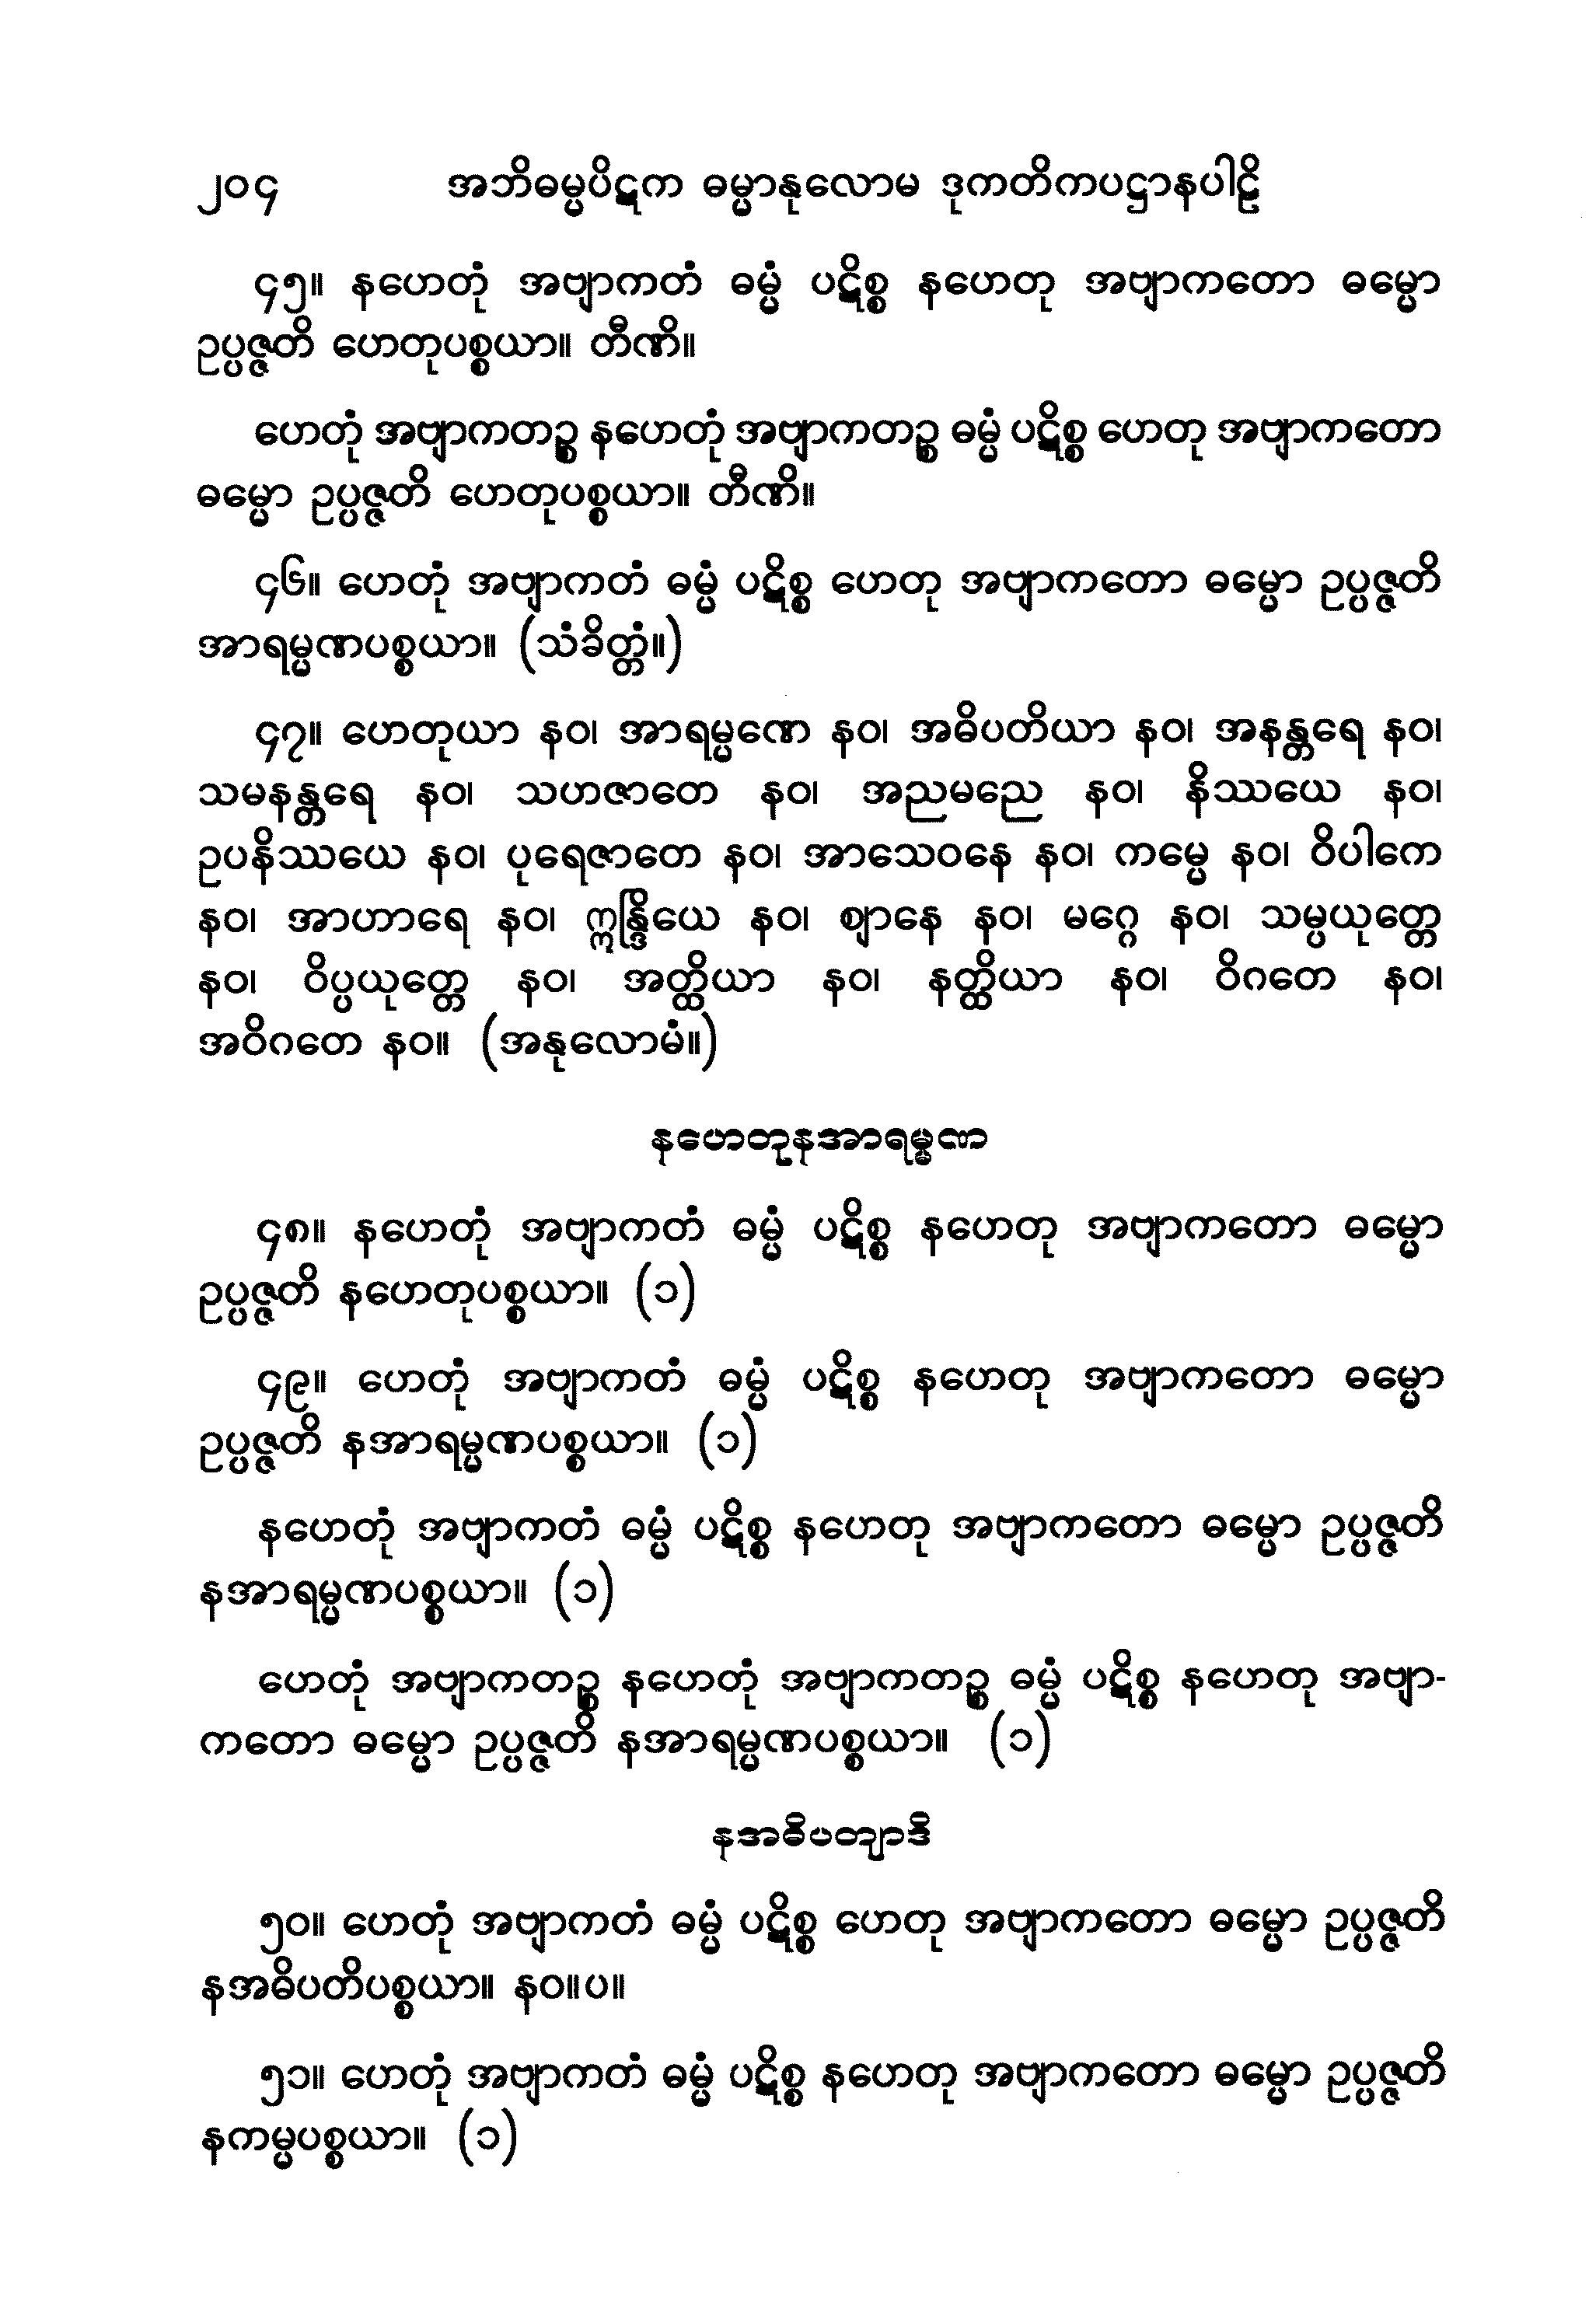 ၂၀၄ အဘိဓမ္မပိဋက ဓမ္မာနုလောမ ဒုကတိကပဋ္ဌာနပါဠိ
၄၅။ နဟေတုံ အဗျာကတံ ဓမ္မံ ပဋိစ္စ နဟေတု အဗျာကတော ဓမ္မော
ဥပ္ပဇ္ဇတိ ဟေတုပစ္စယာ။ တီဏိ။
ဟေတုံ အဗျာကတဉ္စ နဟေတုံ အဗျာကတဉ္စ ဓမ္မံ ပဋိစ္စ ဟေတု အဗျာကတော
ဓမ္မော ဥပ္ပဇ္ဇတိ ဟေတုပစ္စယာ။ တီဏိ။
၄၆။ ဟေတုံ အဗျာကတံ ဓမ္မံ ပဋိစ္စ ဟေတု အဗျာကတော ဓမ္မော ဥပ္ပဇ္ဇတိ
အာရမ္မဏပစ္စယာ။ (သံခိတ္တံ။)
၄၇။ ဟေတုယာ နဝ၊ အာရမ္မဏေ နဝ၊ အဓိပတိယာ နဝ၊ အနန္တရေ နဝ၊
သမနန္တရေ နဝ၊ သဟဇာတေ နဝ၊ အညမညေ နဝ၊ နိဿယေ နဝ၊
ဥပနိဿယေ နဝ၊ ပုရေဇာတေ နဝ၊ အာသေဝနေ နဝ၊ ကမ္မေ နဝ၊ ဝိပါကေ
နဝ၊ အာဟာရေ နဝ၊ ဣန္ဒြိယေ နဝ၊ ဈာနေ နဝ၊ မဂ္ဂေ နဝ၊ သမ္ပယုတ္တေ
နဝ၊ ဝိပ္ပယုတ္တေ နဝ၊ အတ္ထိယာ နဝ၊ နတ္ထိယာ နဝ၊ ဝိဂတေ နဝ၊
အဝိဂတေ နဝ။ (အနုလောမံ။)
နဟေတုနအာရမ္မဏ
၄၈။ နဟေတုံ အဗျာကတံ ဓမ္မံ ပဋိစ္စ နဟေတု အဗျာကတော ဓမ္မော
ဥပ္ပဇ္ဇတိ နဟေတုပစ္စယာ။ (၁)
၄၉။ ဟေတုံ အဗျာကတံ ဓမ္မံ ပဋိစ္စ နဟေတု အဗျာကတော ဓမ္မော
ဥပ္ပဇ္ဇတိ နအာရမ္မဏပစ္စယာ။ (၁)
နဟေတုံ အဗျာကတံ ဓမ္မံ ပဋိစ္စ နဟေတု အဗျာကတော ဓမ္မော ဥပ္ပဇ္ဇတိ
နအာရမ္မဏပစ္စယာ။ (၁)
ဟေတုံ အဗျာကတဉ္စ နဟေတုံ အဗျာကတဉ္စ ဓမ္မံ ပဋိစ္စ နဟေတု အဗျာ-
ကတော ဓမ္မော ဥပ္ပဇ္ဇတိ နအာရမ္မဏပစ္စယာ။ (၁)
နအဓိပတျာဒိ
၅၀။ ဟေတုံ အဗျာကတံ ဓမ္မံ ပဋိစ္စ ဟေတု အဗျာကတော ဓမ္မော ဥပ္ပဇ္ဇတိ
နအဓိပတိပစ္စယာ။ နဝ။ပ။
၅၁။ ဟေတုံ အဗျာကတံ ဓမ္မံ ပဋိစ္စ နဟေတု အဗျာကတော ဓမ္မော ဥပ္ပဇ္ဇတိ
နကမ္မပစ္စယာ။ (၁)